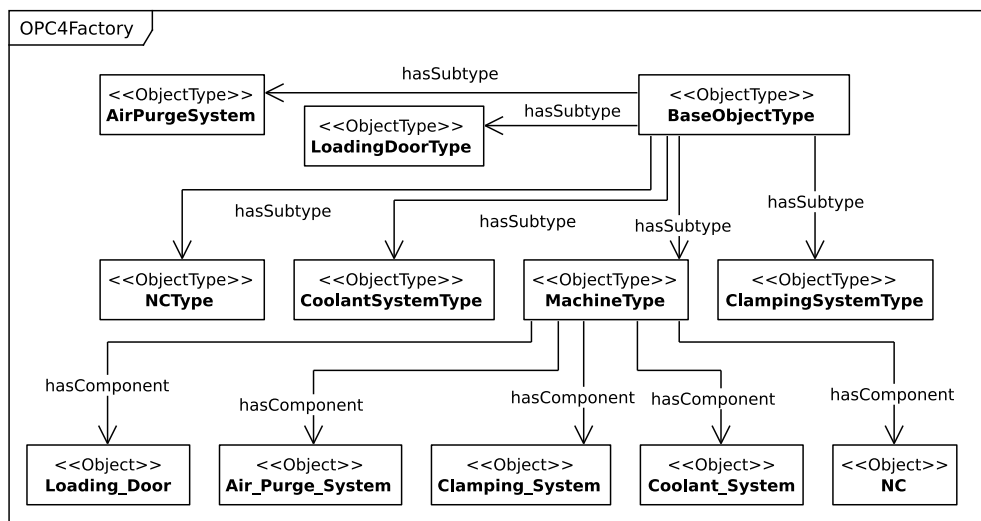 OPC4Factory
hasSubtype
<<ObjectType>>
AirPurgeSystem
<<ObjectType>>
BaseObjectType
hasSubtype
<<ObjectType>>
LoadingDoorType
hasSubtype
hasSubtype
hasSubtype
hasSubtype
<<ObjectType>>
NCType
<<ObjectType>>
CoolantSystemType
<<ObjectType>>
MachineType
<<ObjectType>>
ClampingSystemType
hasComponent
hasComponent
hasComponent
hasComponent
hasComponent
<<Object>>
Loading_Door
<<Object>>
Air_Purge_System
<<Object>>
Clamping_System
<<Object>>
Coolant_System
<<Object>>
NC